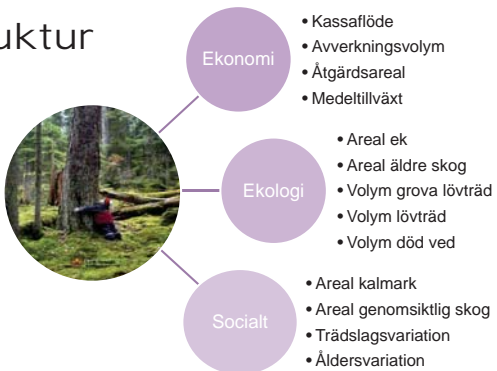 uktur
Ekonomi
• Kassaflöde
• Avverkningsvolym
• Åtgärdsareal
• Medeltillväxt
Ekologi
• Areal ek
• Areal äldre skog
• Volym grova lövträd
• Volym lövträd
• Volym död ved
Socialt
• Areal kalmark
• Areal genomsiktlig skog
• Trädslagsvariation
• Åldersvariation